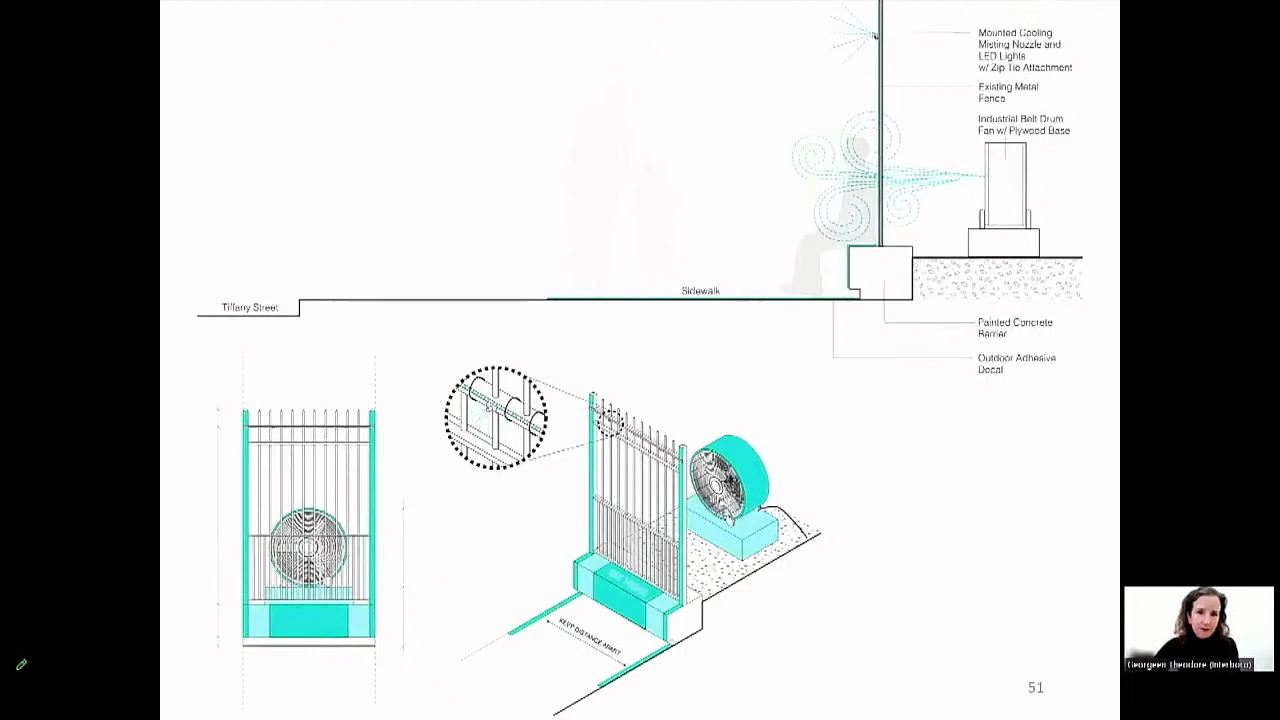 Mounted Cooling
Misting Nozzle and
LED Lights
w/ Zip Tie Attachment
Existing Metal
Fence
Industrial Belt Drum
Fan w/ Plywood Base
Sidewalk
Tiffany Street
Painted Concrete
Barrier
Outdoor Adhesive
Decal
KEEP DISTANCE APART
51
Georgeen Theodore (Interboro)